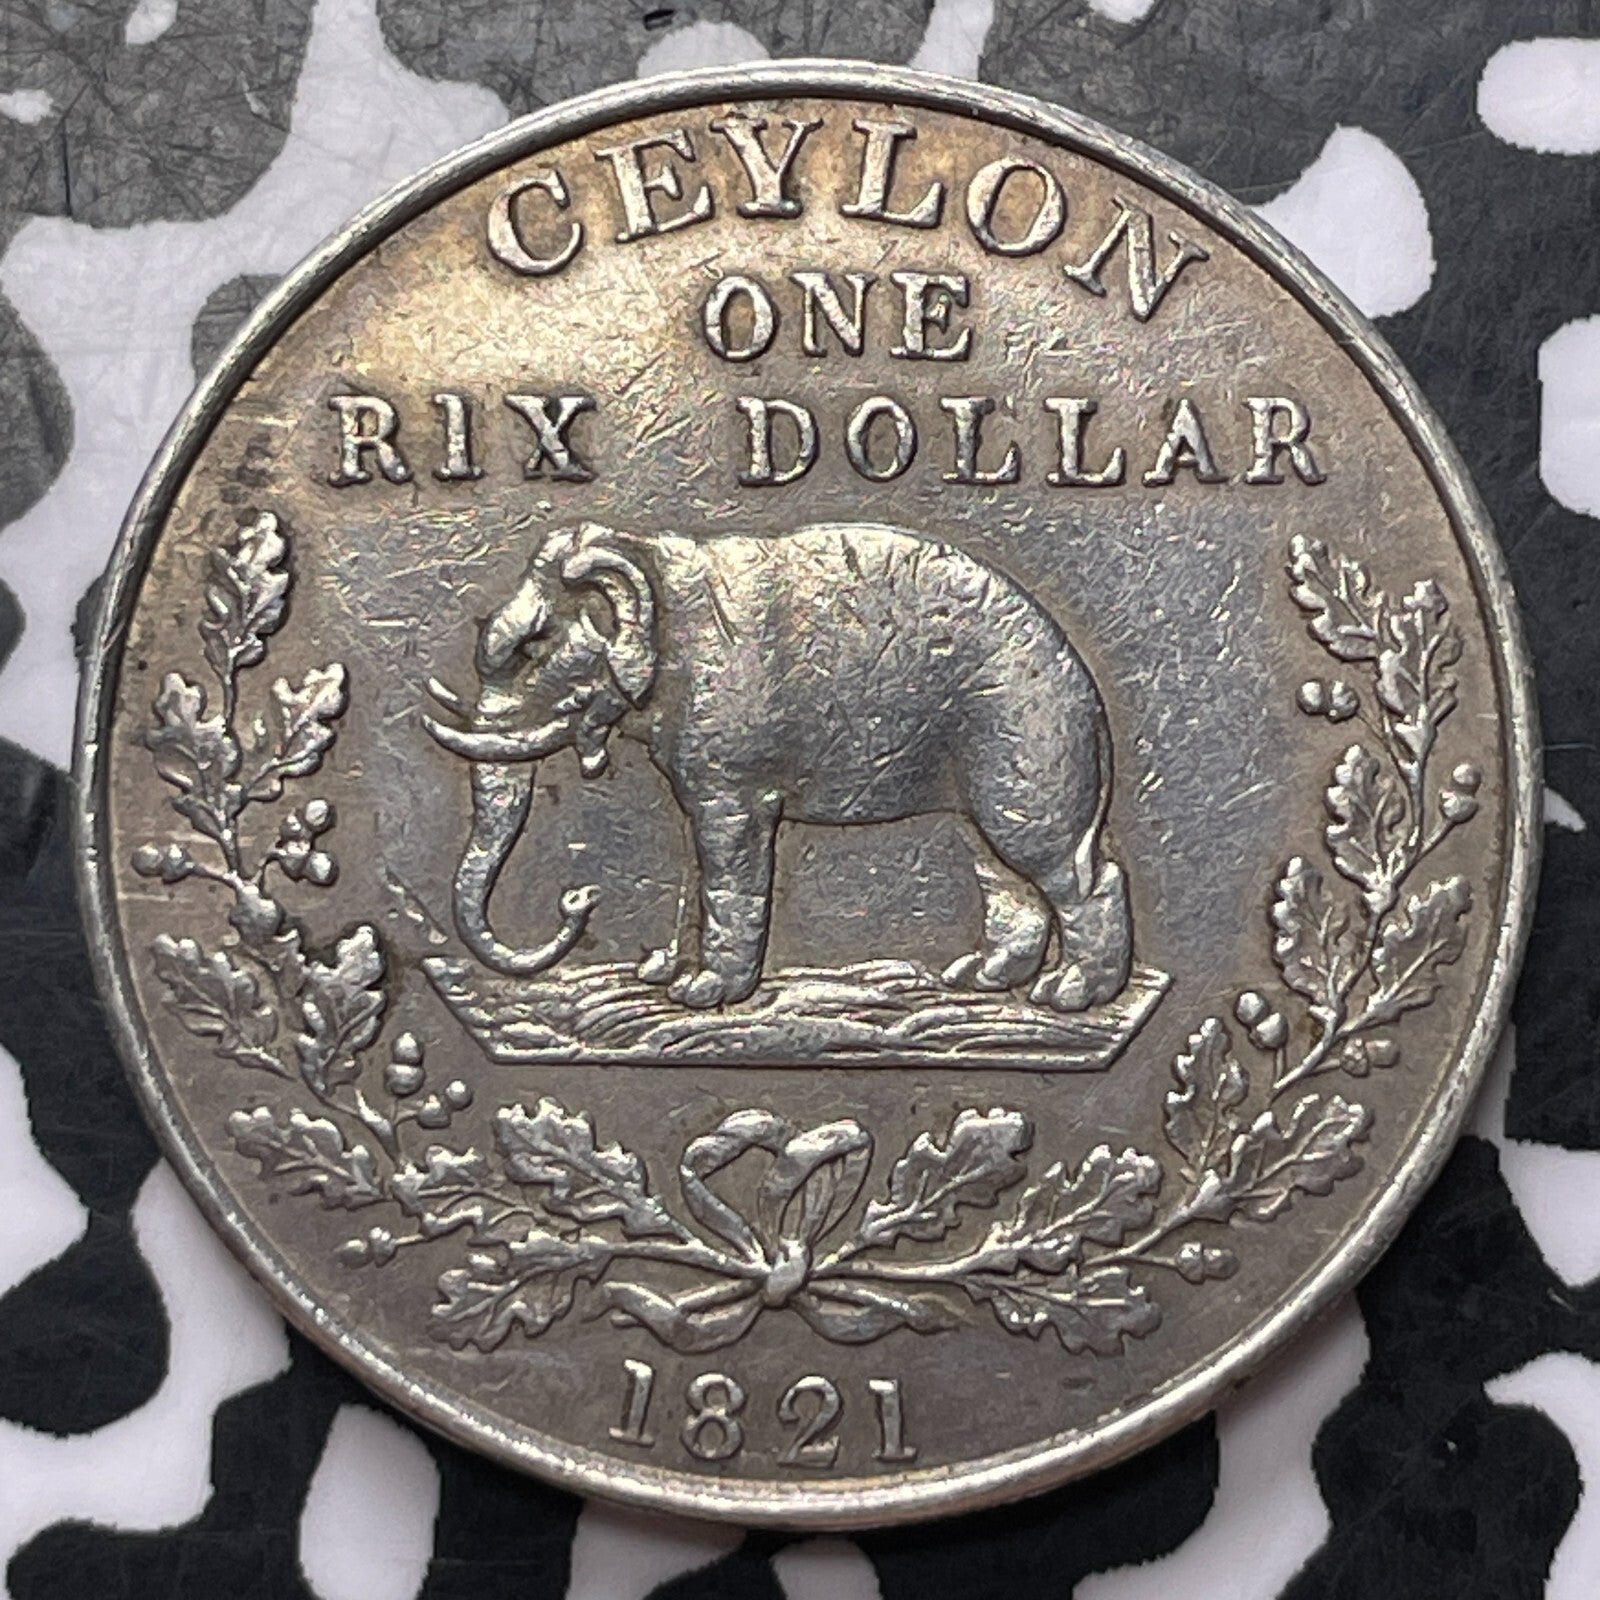 CEYLON
ONE
RIX DOLLAR
1821